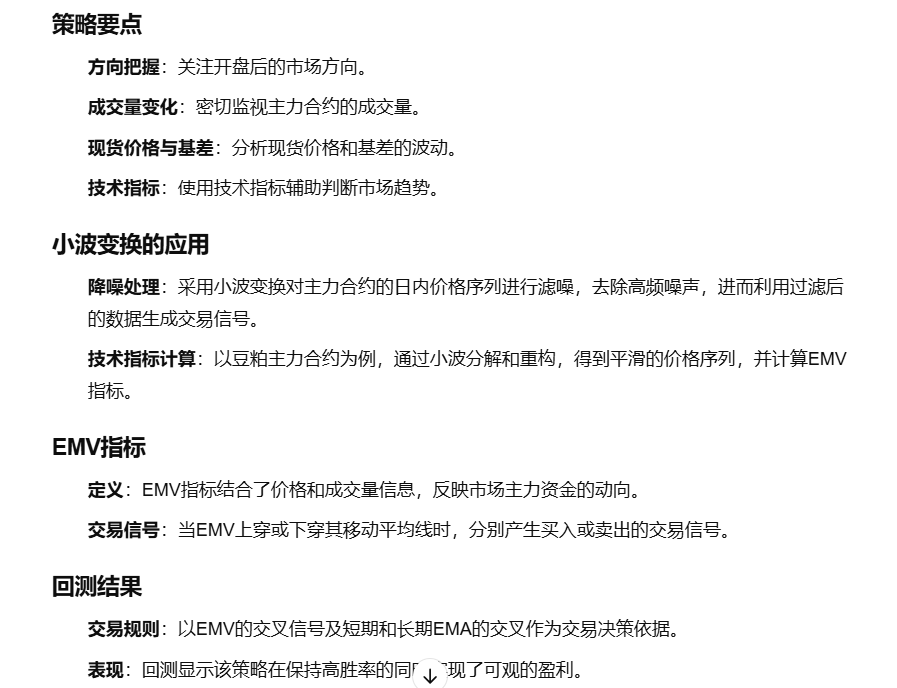 策略要点
方向把握：关注开盘后的市场方向。
成交量变化：密切监视主力合约的成交量。
现货价格与基差：分析现货价格和基差的波动。
技术指标：使用技术指标辅助判断市场趋势。
小波变换的应用
降噪处理：采用小波变换对主力合约的日内价格序列进行滤噪，去除高频噪声，进而利用过滤后
的数据生成交易信号。
技术指标计算：以豆粕主力合约为例，通过小波分解和重构，得到平滑的价格序列，并计算EMV
指标。
EMV指标
定义：EMV指标结合了价格和成交量信息，反映市场主力资金的动向。
交易信号：当EMV上穿或下穿其移动平均线时，分别产生买入或卖出的交易信号。
回测结果
交易规则：以EMV的交叉信号及短期和长期EMA的交叉作为交易决策依据。
表现：回测显示该策略在保持高胜率的同 现了可观的盈利。